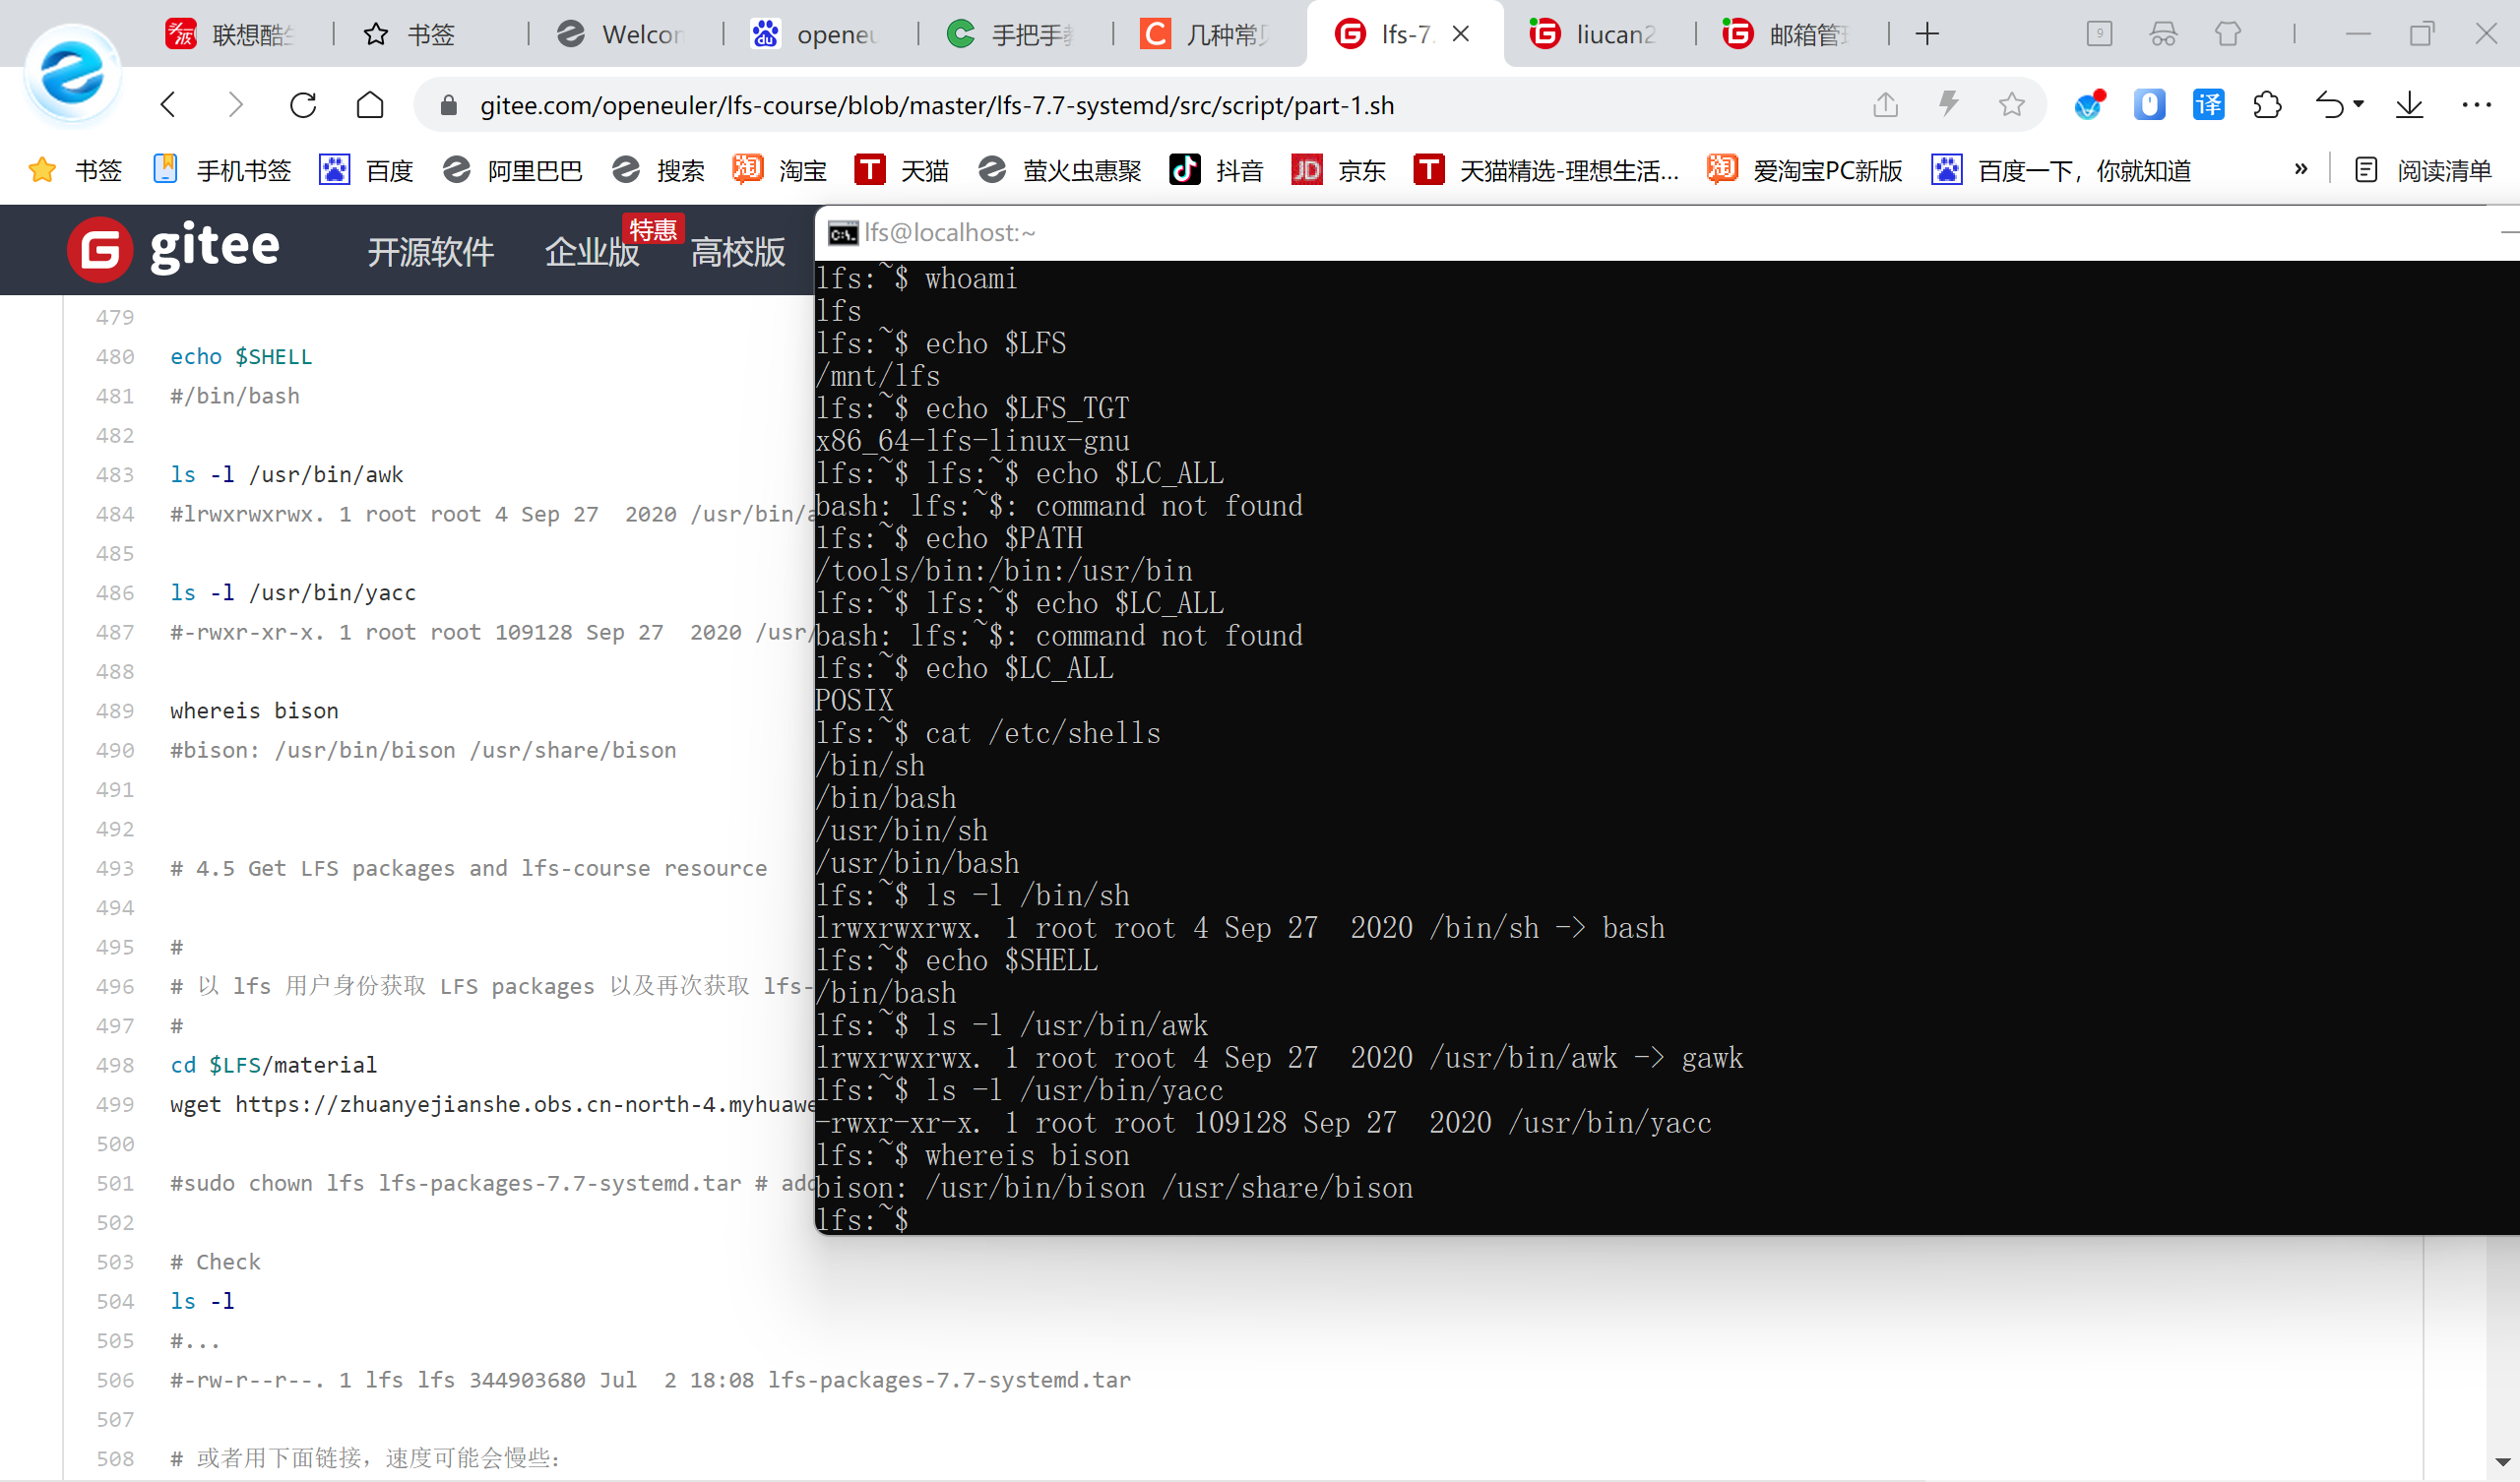 联想酷生
书签
Welcon
openeu
手把手教
几种常见
lfs-7.
liucan2
邮箱管理
gitee.com/openeuler/lfs-course/blob/master/lfs-7.7-systemd/src/script/part-1.sh
译
书签
手机书签
百度
阿里巴巴
搜索
淘宝
天猫
萤火虫惠聚
抖音
京东
天猫精选-理想生活...
爱淘宝PC新版
百度一下，你就知道
»
阅读清单
gitee
开源软件
企业版
特惠
高校版
479
480 echo $SHELL
481 #/bin/bash
482
483 ls -l /usr/bin/awk
484 #lrwxrwxrwx. 1 root root 4 Sep 27  2020 /usr/bin/a
485
486 ls -l /usr/bin/yacc
487 #-rwxr-xr-x. 1 root root 109128 Sep 27  2020 /usr/
488
489 whereis bison
490 #bison: /usr/bin/bison /usr/share/bison
491
492
493 # 4.5 Get LFS packages and lfs-course resource
494
495 #
496 # 以 lfs 用户身份获取 LFS packages 以及再次获取 lfs-
497 #
498 cd $LFS/material
499 wget https://zhuanyejianshe.obs.cn-north-4.myhuawe
500
501 #sudo chown lfs lfs-packages-7.7-systemd.tar # add
502
503 # Check
504 ls -l
505 #...
506 #-rw-r--r--. 1 lfs lfs 344903680 Jul  2 18:08 lfs-packages-7.7-systemd.tar
507
508 # 或者用下面链接，速度可能会慢些：
lfs@localhost:~
lfs:~$ whoami
lfs
lfs:~$ echo $LFS
/mnt/lfs
lfs:~$ echo $LFS_TGT
x86_64-lfs-linux-gnu
lfs:~$ lfs:~$ echo $LC_ALL
bash: lfs:~$: command not found
lfs:~$ echo $PATH
/tools/bin:/bin:/usr/bin
lfs:~$ lfs:~$ echo $LC_ALL
bash: lfs:~$: command not found
lfs:~$ echo $LC_ALL
POSIX
lfs:~$ cat /etc/shells
/bin/sh
/bin/bash
/usr/bin/sh
/usr/bin/bash
lfs:~$ ls -l /bin/sh
lrwxrwxrwx. 1 root root 4 Sep 27  2020 /bin/sh -> bash
lfs:~$ echo $SHELL
/bin/bash
lfs:~$ ls -l /usr/bin/awk
lrwxrwxrwx. 1 root root 4 Sep 27  2020 /usr/bin/awk -> gawk
lfs:~$ ls -l /usr/bin/yacc
-rwxr-xr-x. 1 root root 109128 Sep 27  2020 /usr/bin/yacc
lfs:~$ whereis bison
bison: /usr/bin/bison /usr/share/bison
lfs:~$